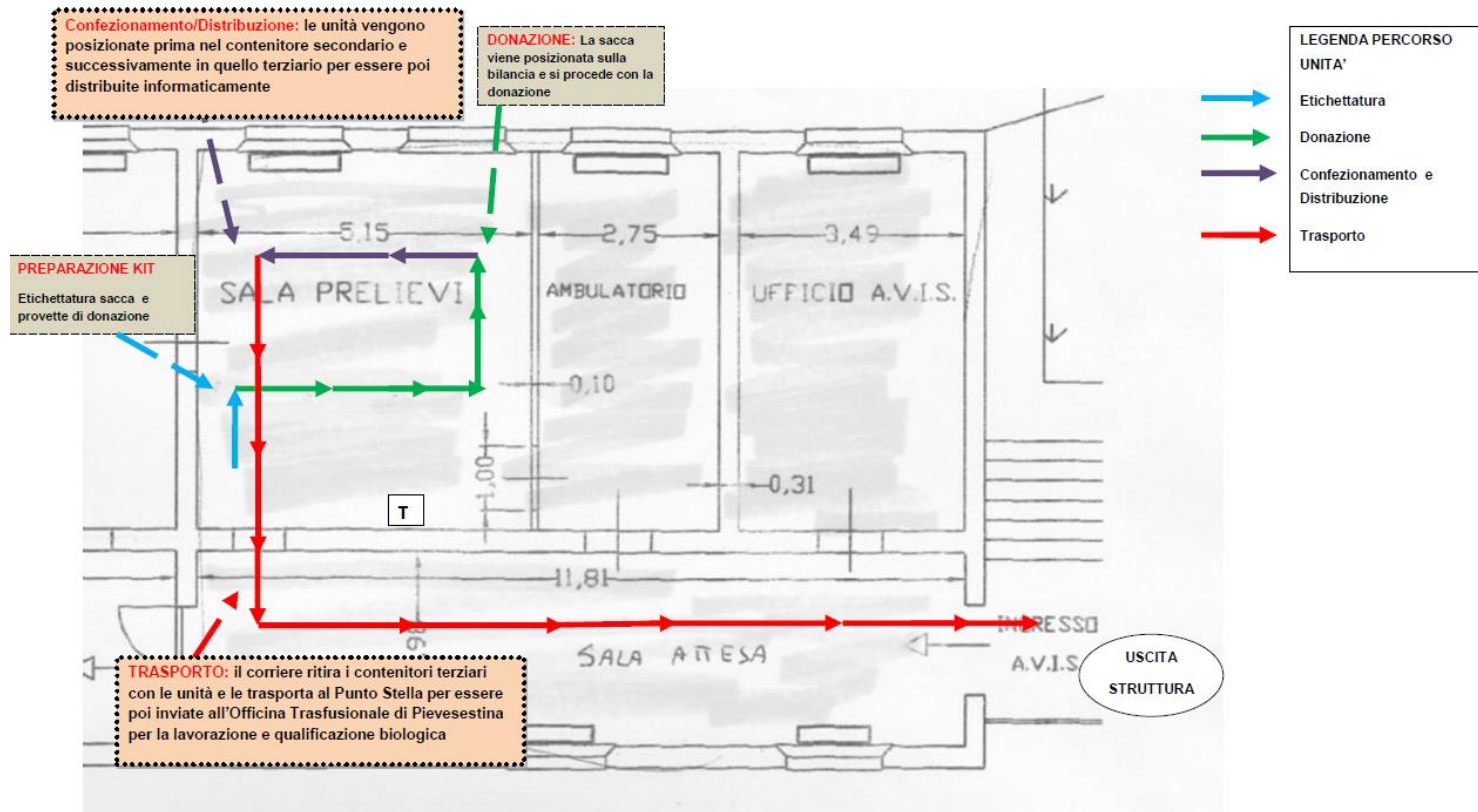 Confezionamento/Distribuzione: le unità vengono
posizionate prima nel contenitore secondario e
successivamente in quello terziario per essere poi
distribuite informaticamente
DONAZIONE: La sacca
viene posizionata sulla
bilancia e si procede con la
donazione
LEGENDA PERCORSO
UNITA’
Etichettatura
Donazione
Confezionamento e
Distribuzione
Trasporto
5,15
2,75
3,49
PREPARAZIONE KIT
Etichettatura sacca e
provette di donazione
SALA PRELIEVI
AMBULATORIO
UFFICIO A.V.I.S.
0,10
1,00
0,31
T
11,81
INGRESSO
A.V.I.S.
SALA ATTESA
USCITA
STRUTTURA
TRASPORTO: il corriere ritira i contenitori terziari
con le unità e le trasporta al Punto Stella per essere
poi inviate all’Officina Trasfusionale di Pievesestina
per la lavorazione e qualificazione biologica